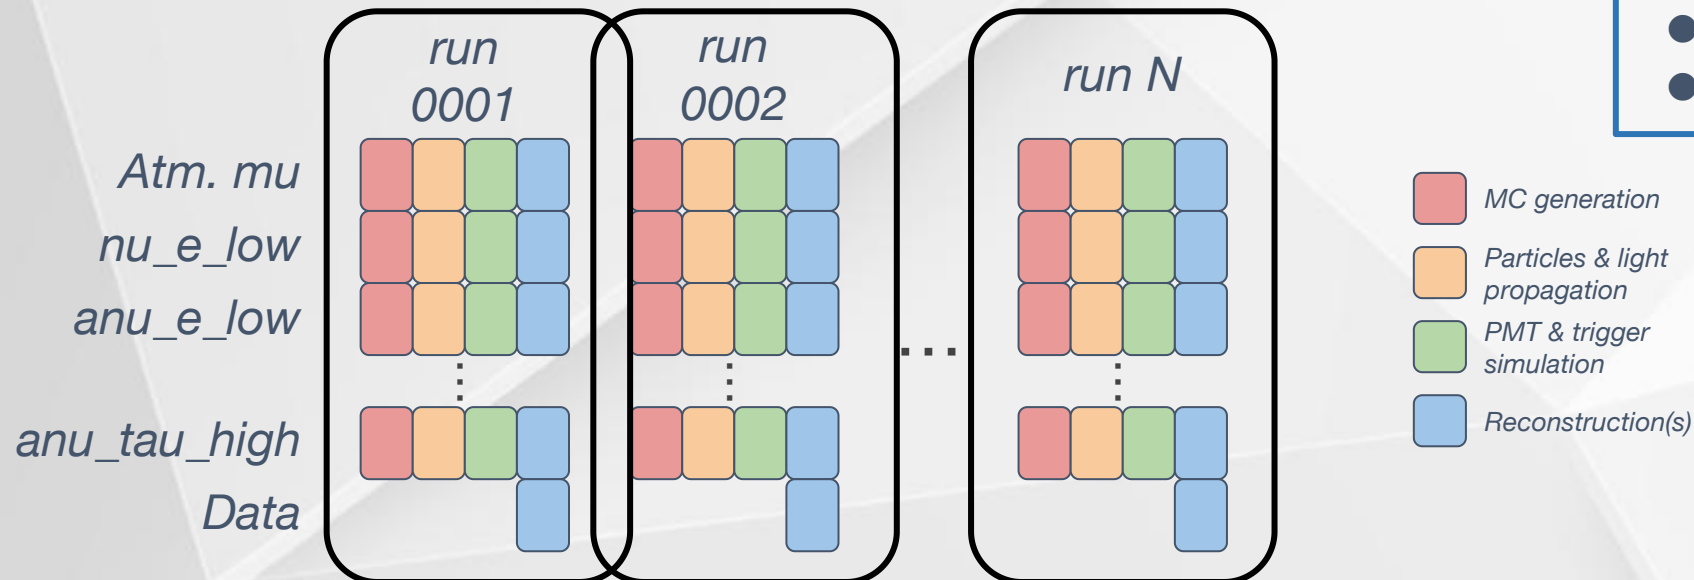 run
0001
run
0002
run N
Atm. mu
nu_e_low
anu_e_low
...
anu_tau_high
Data
MC generation
Particles & light
propagation
PMT & trigger
simulation
Reconstruction(s)